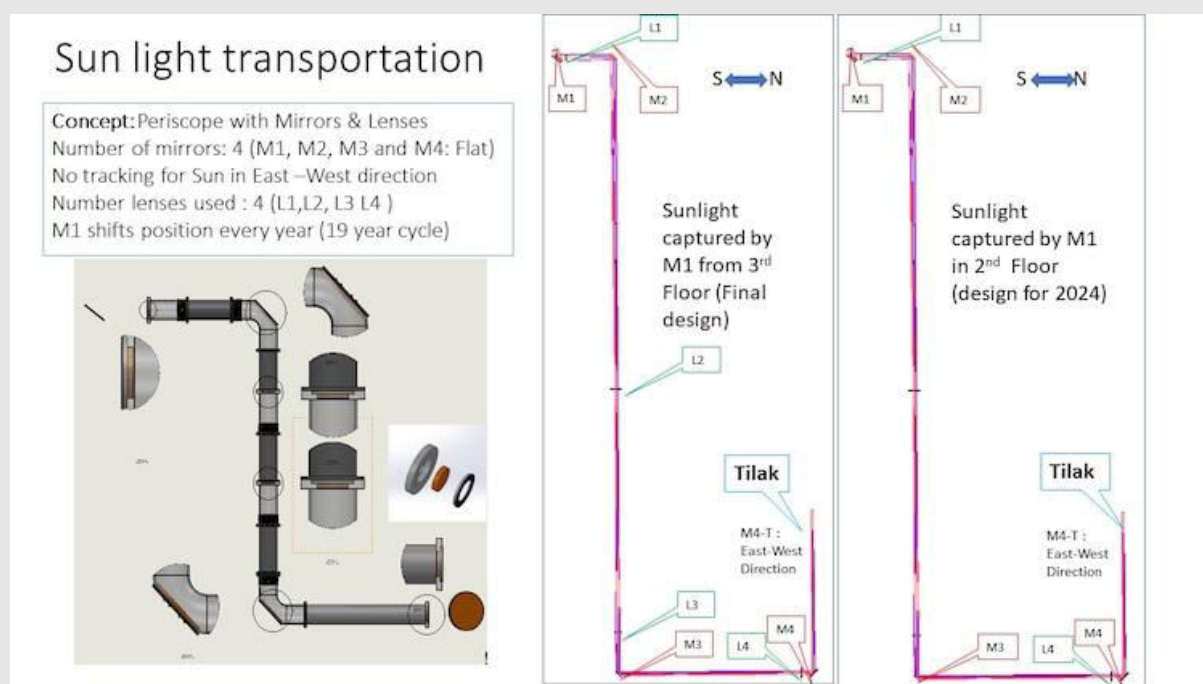 Sun light transportation
Concept: Periscope with Mirrors & Lenses
Number of mirrors: 4 (M1, M2, M3 and M4: Flat)
No tracking for Sun in East –West direction
Number lenses used : 4 (L1,L2, L3 L4 )
M1 shifts position every year (19 year cycle)
L1
M1
M2
S N
Sunlight
captured by
M1 from 3rd
Floor (Final
design)
L2
Tilak
M4-T :
East-West
Direction
L3
M3
L4
M4
L1
M1
M2
S N
Sunlight
captured by M1
in 2nd Floor
(design for 2024)
Tilak
M4-T :
East-West
Direction
M3
L4
M4